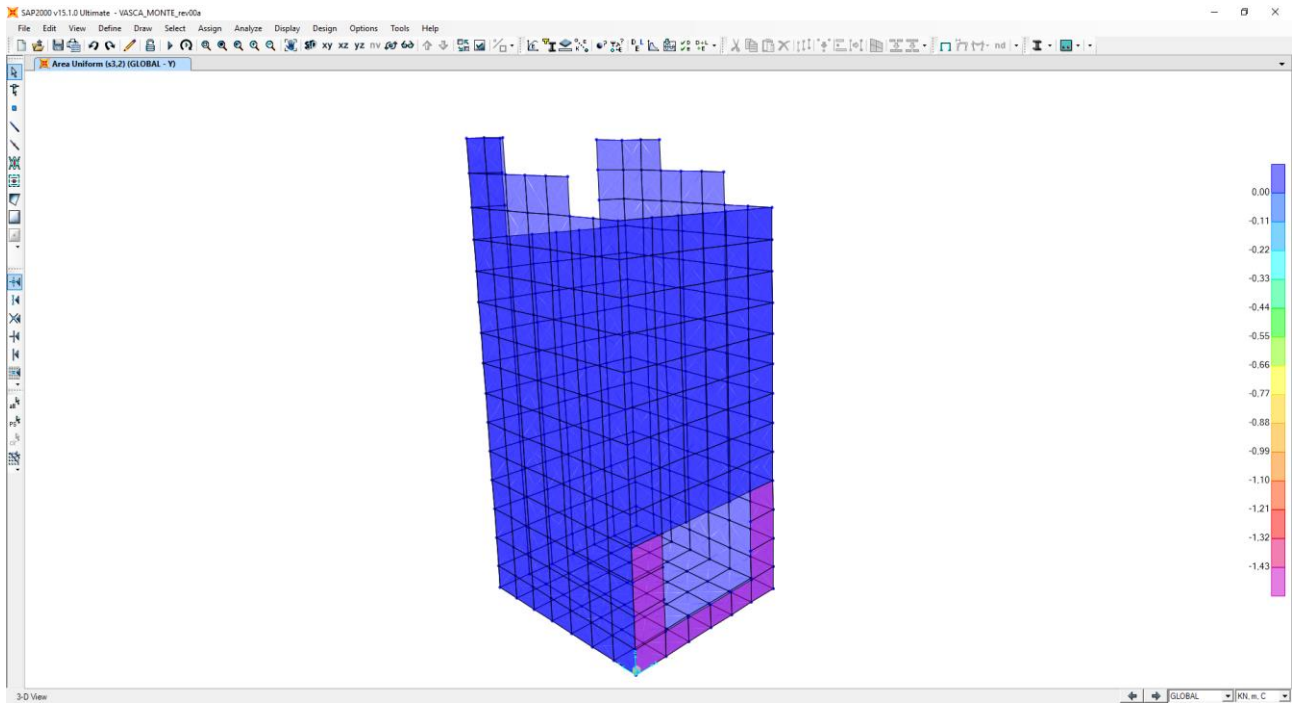 SAP2000 v15.1.0 Ultimate - VASCA_MONTE_rev00a
File Edit View Define Draw Select Assign Analyze Display Design Options Tools Help
xy xz yz nv
nd
Area Uniform (s3,2) (GLOBAL - Y)
0.00
-0.11
-0.22
-0.33
-0.44
-0.55
-0.66
-0.77
-0.88
-0.99
-1.10
-1.21
-1.32
-1.43
3-D View
GLOBAL
KN, m, C